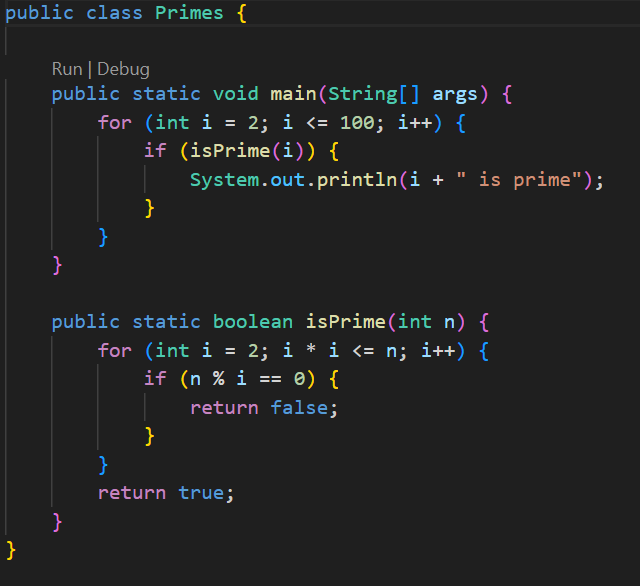 public class Primes {
Run | Debug
public static void main(String[] args) {
for (int i = 2; i <= 100; i++) {
if (isPrime(i)) {
System.out.println(i + " is prime");
}
}
}
public static boolean isPrime(int n) {
for (int i = 2; i * i <= n; i++) {
if (n % i == 0) {
return false;
}
}
return true;
}
}